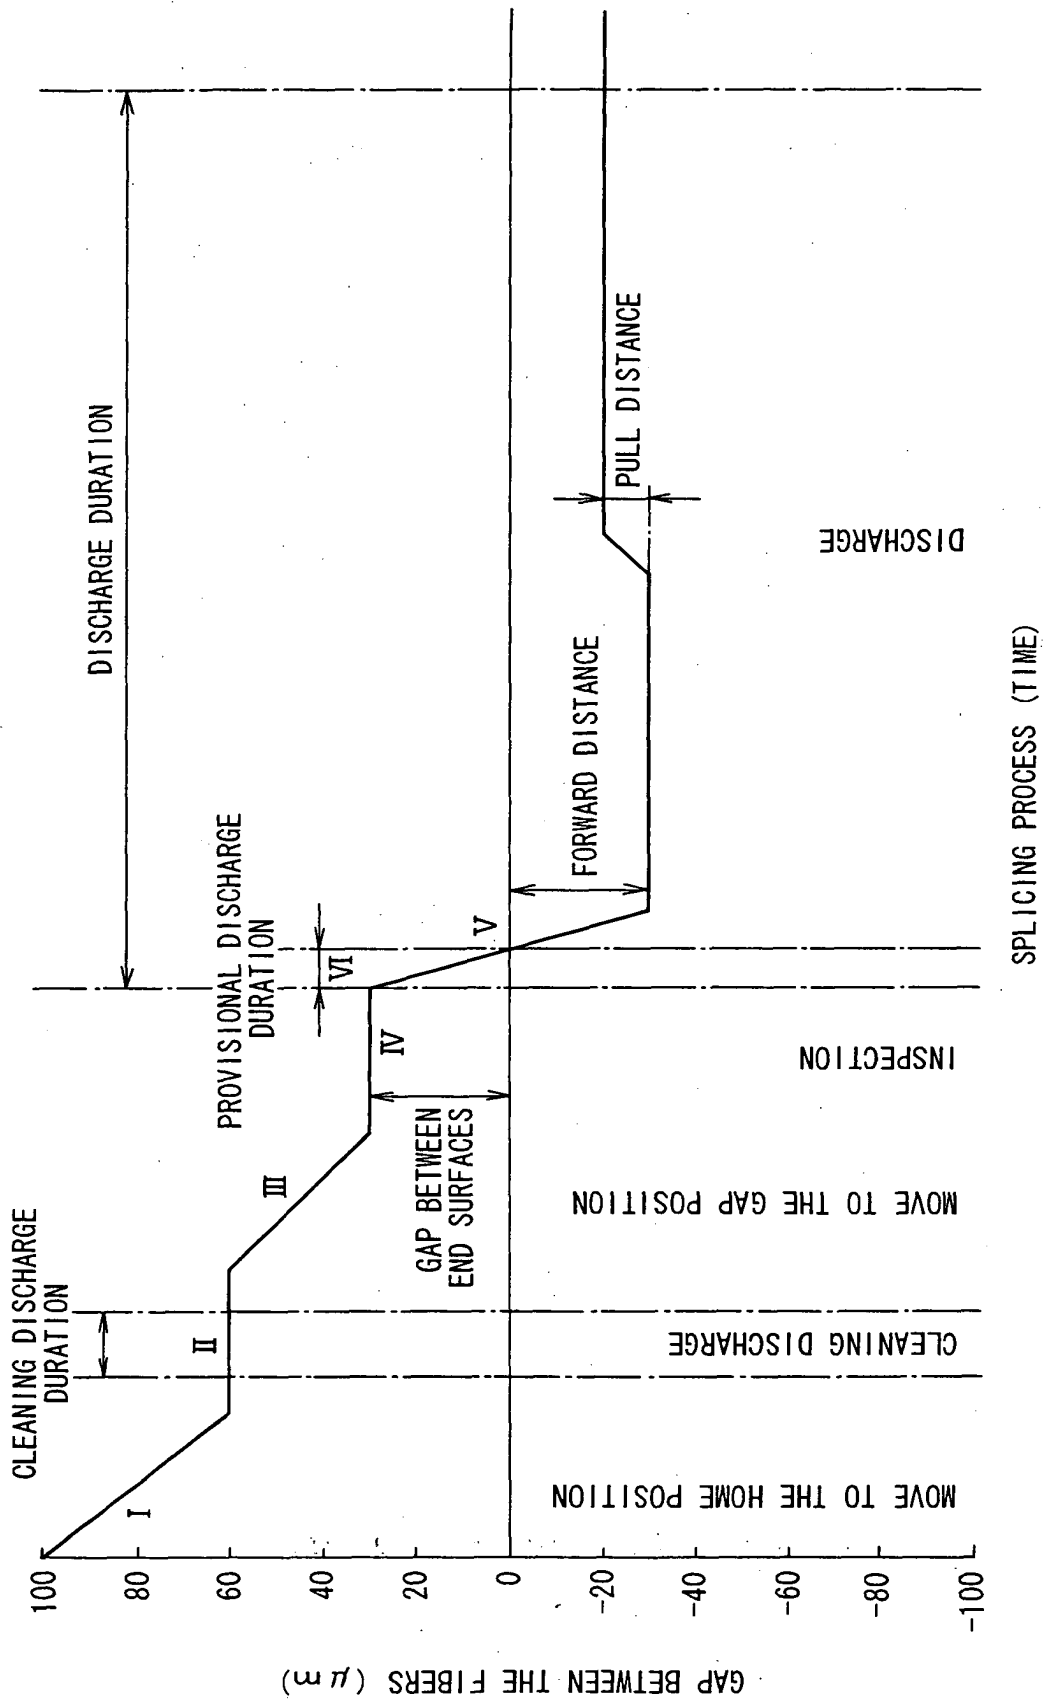 CLEANING DISCHARGE
DURATION
PROVISIONAL DISCHARGE
DURATION
DISCHARGE DURATION
I
II
III
IV
VI
V
GAP BETWEEN
END SURFACES
FORWARD DISTANCE
PULL DISTANCE
100
80
60
40
20
0
-20
-40
-60
-80
-100
GAP BETWEEN THE FIBERS (μm)
MOVE TO THE HOME POSITION
CLEANING DISCHARGE
MOVE TO THE GAP POSITION
INSPECTION
DISCHARGE
SPLICING PROCESS (TIME)